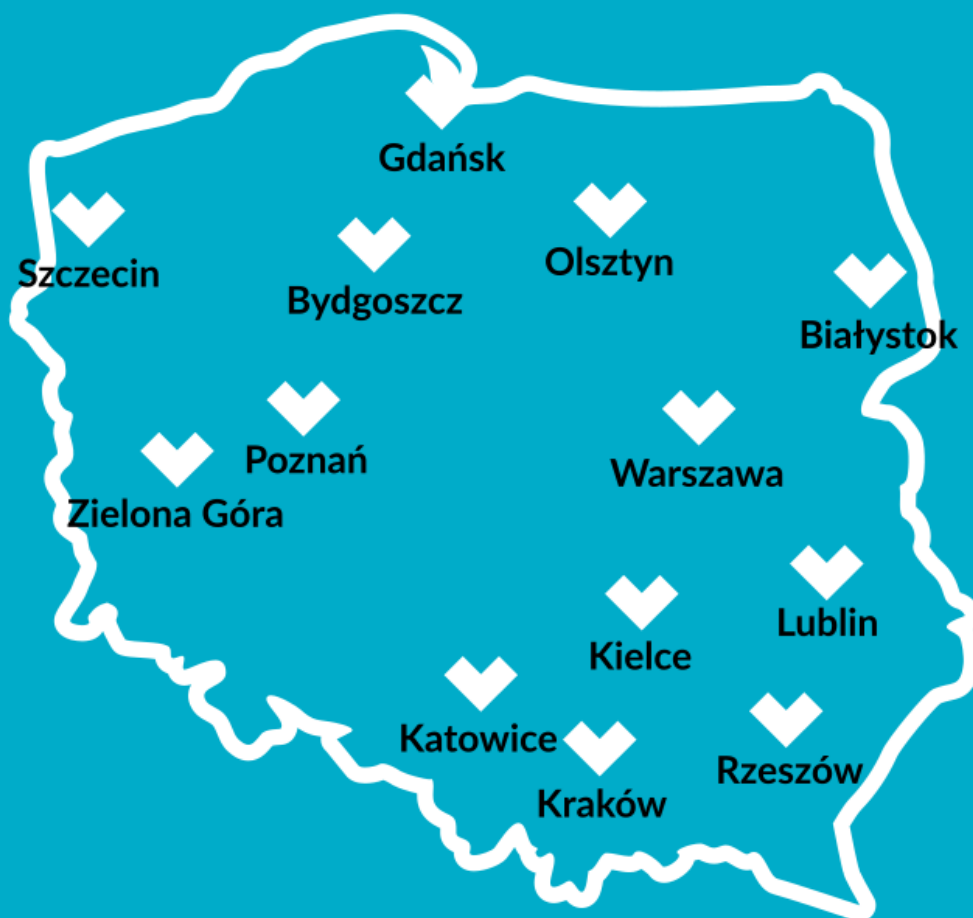 Gdańsk
Olsztyn
Szczecin
Bydgoszcz
Białystok
Poznań
Warszawa
Zielona Góra
Lublin
Kielce
Katowice
Rzeszów
Kraków